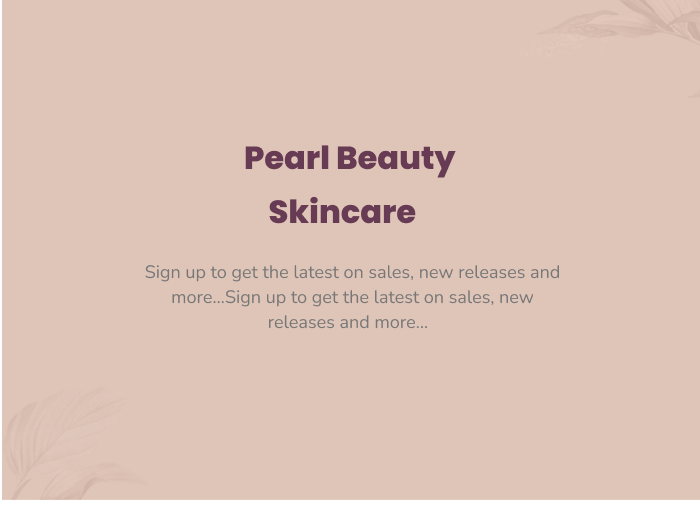 Pearl Beauty
Skincare
Sign up to get the latest on sales, new releases and
more...Sign up to get the latest on sales, new
releases and more...